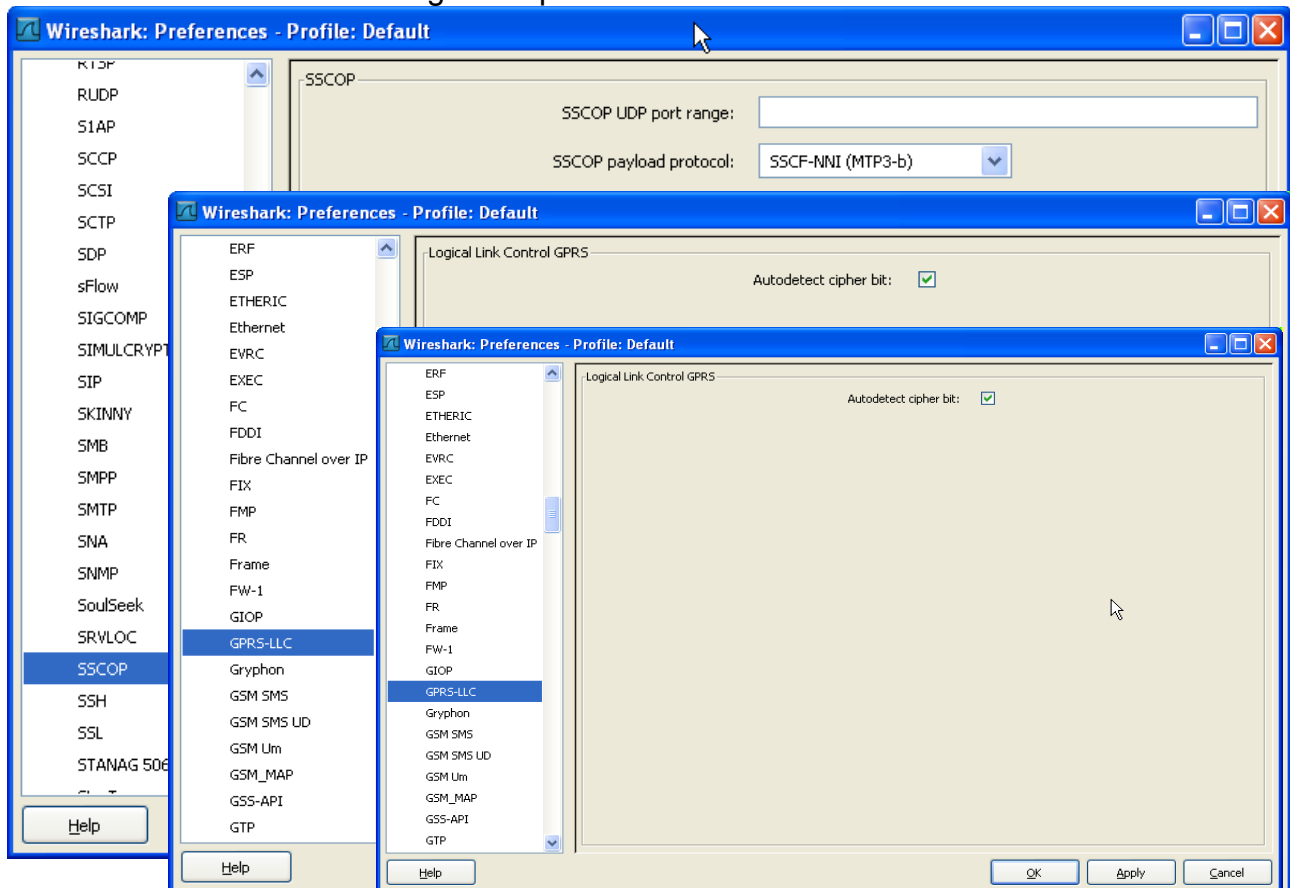 Wireshark: Preferences - Profile: Default
RTSP
RUDP
S1AP
SCCP
SCSI
SCTP
SDP
sFlow
SIGCOMP
SIMULCRYPT
SIP
SKINNY
SMB
SMPP
SMTP
SNA
SNMP
SoulSeek
SRVLOC
SSCOP
SSH
SSL
STANAG 506
Help
SSCOP
SSCOP UDP port range:
SSCOP payload protocol: SSCF-NNI (MTP3-b)
Wireshark: Preferences - Profile: Default
ERF
ESP
ETHERIC
Ethernet
EVRC
EXEC
FC
FDDI
Fibre Channel over IP
FIX
FMP
FR
Frame
FW-1
GIOP
GPRS-LLC
Gryphon
GSM SMS
GSM SMS UD
GSM Um
GSM_MAP
GSS-API
GTP
Help
Logical Link Control GPRS
Autodetect cipher bit:
Wireshark: Preferences - Profile: Default
ERF
ESP
ETHERIC
Ethernet
EVRC
EXEC
FC
FDDI
Fibre Channel over IP
FIX
FMP
FR
Frame
FW-1
GIOP
GPRS-LLC
Gryphon
GSM SMS
GSM SMS UD
GSM Um
GSM_MAP
GSS-API
GTP
Logical Link Control GPRS
Autodetect cipher bit:
Help OK Apply Cancel